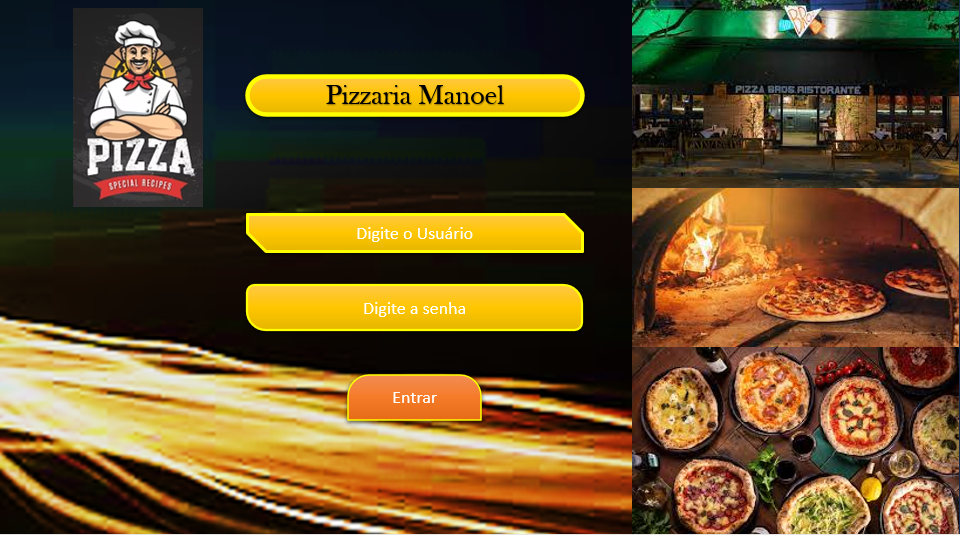 PIZZA
SPECIAL RECIPES
Pizzaria Manoel
Digite o Usuário
Digite a senha
Entrar
PIZZA BROS.RISTORANTE